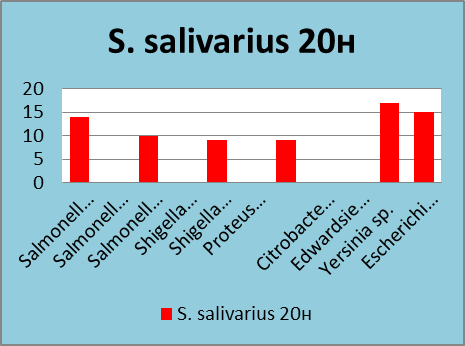 S. salivarius 20н
20
15
10
5
0
Salmonell...
Salmonell...
Salmonell...
Shigella...
Shigella...
Proteus...
Citrobacte...
Edwardsie...
Yersinia sp.
Escherichi...
S. salivarius 20н